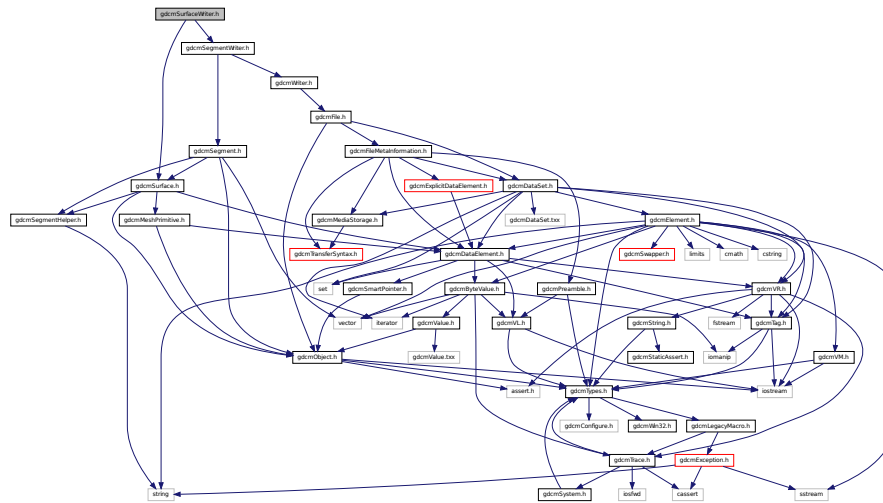 gdcmSurfaceWriter.h
gdcmSegmentWriter.h
gdcmWriter.h
gdcmFile.h
gdcmSegment.h
gdcmFileMetaInformation.h
gdcmSurface.h
gdcmExplicitDataElement.h
gdcmDataSet.h
gdcmSegmentHelper.h
gdcmMeshPrimitive.h
gdcmMediaStorage.h
gdcmDataSet.txx
gdcmElement.h
gdcmTransferSyntax.h
gdcmDataElement.h
gdcmSwapper.h
limits
cmath
cstring
set
gdcmSmartPointer.h
gdcmByteValue.h
gdcmPreamble.h
gdcmVR.h
vector
iterator
gdcmValue.h
gdcmVL.h
gdcmString.h
fstream
gdcmTag.h
gdcmObject.h
gdcmValue.txx
gdcmStaticAssert.h
iomanip
gdcmVM.h
assert.h
gdcmTypes.h
iostream
gdcmConfigure.h
gdcmWin32.h
gdcmLegacyMacro.h
gdcmTrace.h
gdcmException.h
string
gdcmSystem.h
iosfwd
cassert
sstream